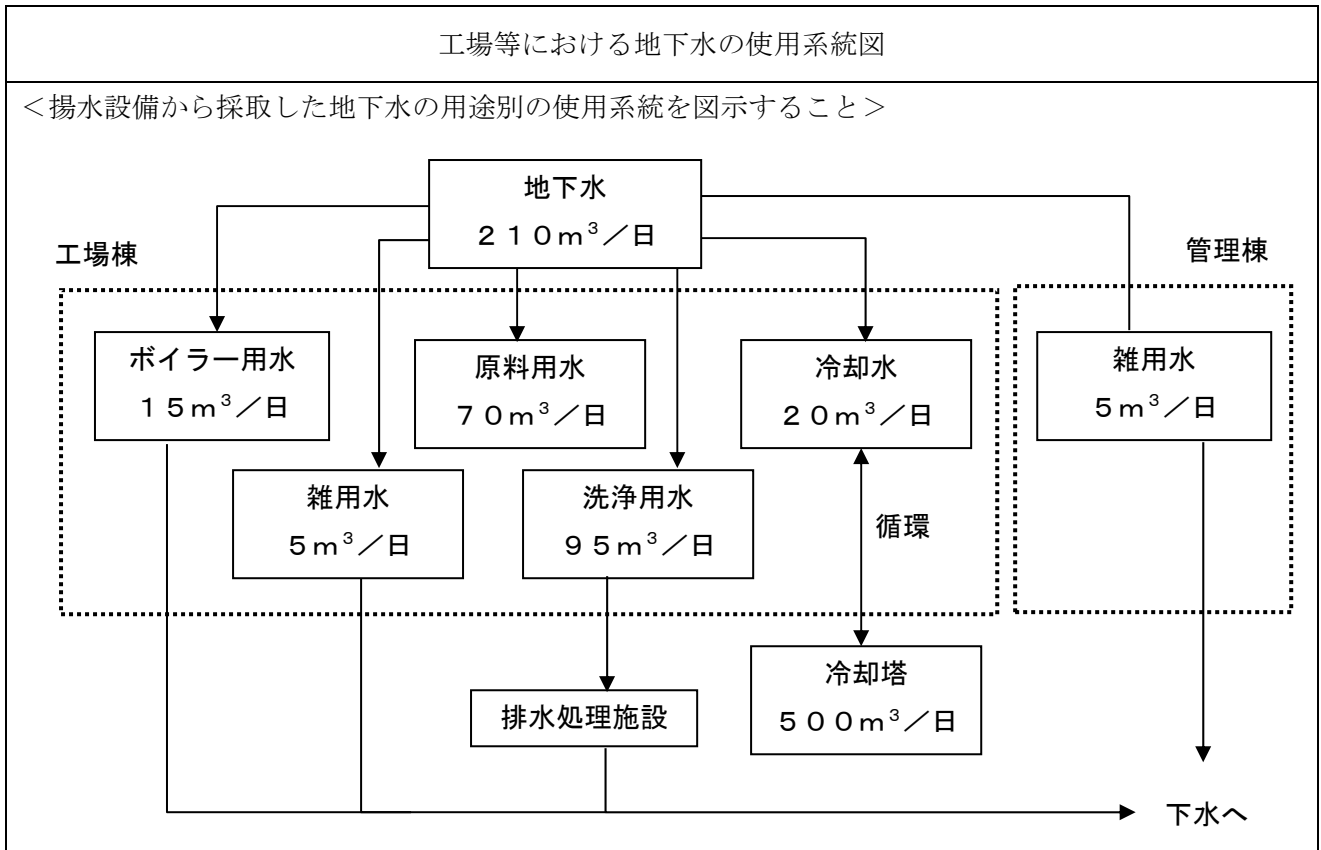 工場等における地下水の使用系統図
＜揚水設備から採取した地下水の用途別の使用系統を図示すること＞
地下水
２１０ｍ³／日
工場棟
管理棟
ボイラー用水
１５ｍ³／日
原料用水
７０ｍ³／日
冷却水
２０ｍ³／日
雑用水
５ｍ³／日
雑用水
５ｍ³／日
洗浄用水
９５ｍ³／日
循環
冷却塔
５００ｍ³／日
排水処理施設
下水へ